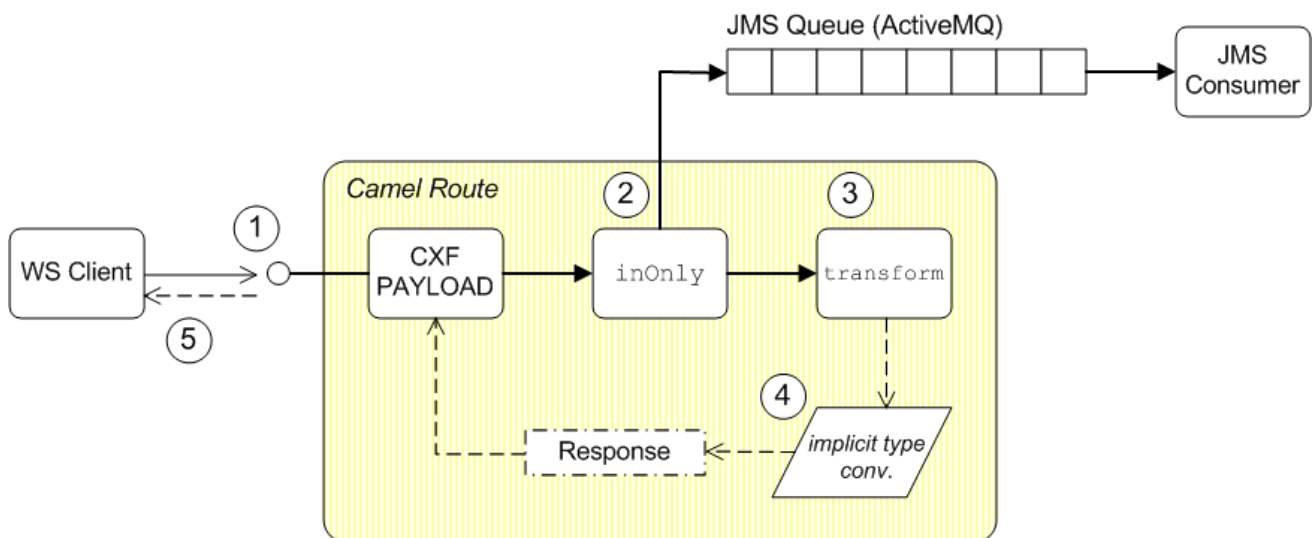 JMS Queue (ActiveMQ)
JMS
Consumer
Camel Route
2
3
1
WS Client
CXF
PAYLOAD
inOnly
transform
5
4
Response
implicit type
conv.